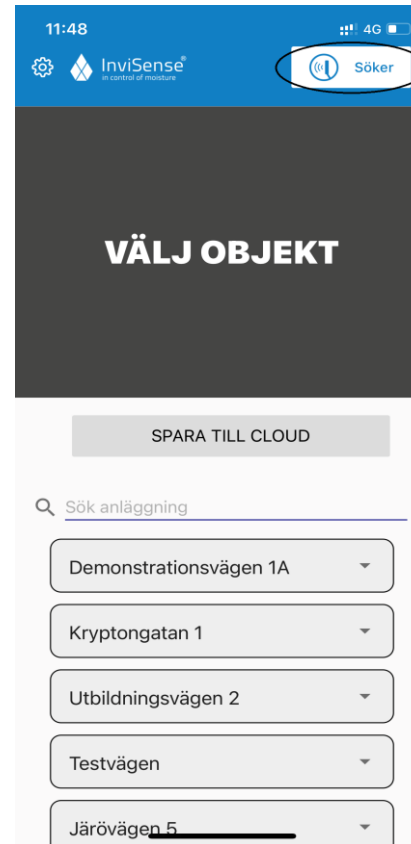 11:48
4G
InviSense®
in control of moisture
Söker
VÄLJ OBJEKT
SPARA TILL CLOUD
Sök anläggning
Demonstrationsvägen 1A
Kryptongatan 1
Utbildningsvägen 2
Testvägen
Järövägen 5